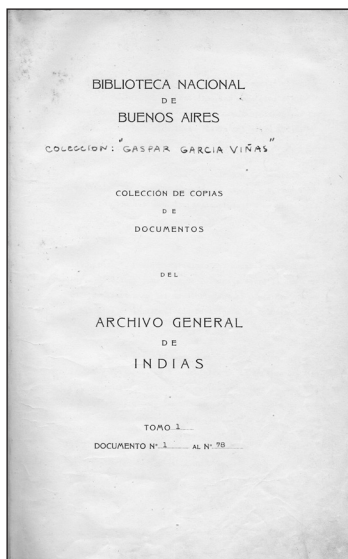 BIBLIOTECA NACIONAL
DE
BUENOS AIRES
COLECCION: "GASPAR GARCIA VIÑAS"
COLECCIÓN DE COPIAS
DE
DOCUMENTOS
DEL
ARCHIVO GENERAL
DE
INDIAS
TOMO 1
DOCUMENTO Nº 1 AL Nº 78